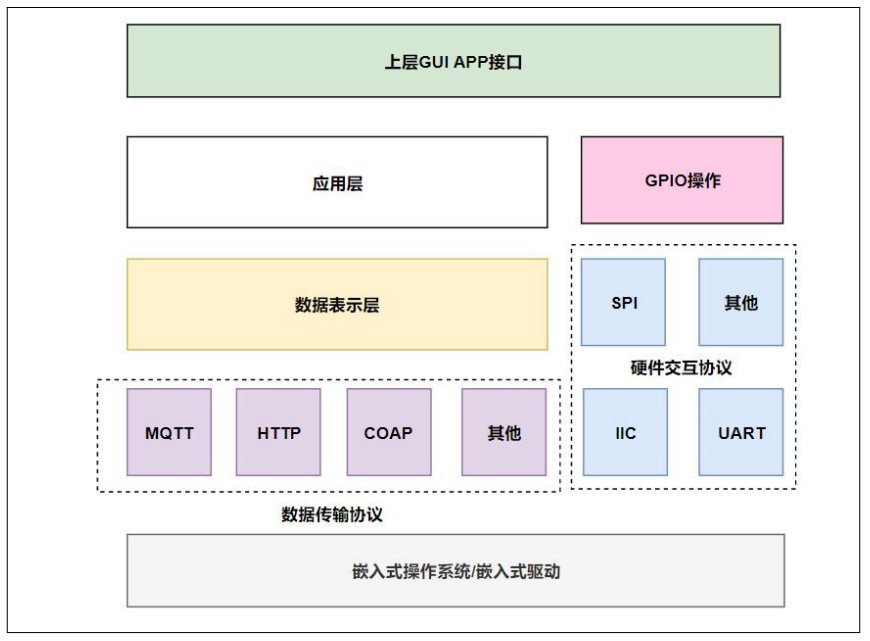 上层GUI APP接口
应用层
GPIO操作
数据表示层
SPI
其他
硬件交互协议
MQTT
HTTP
COAP
其他
IIC
UART
数据传输协议
嵌入式操作系统/嵌入式驱动